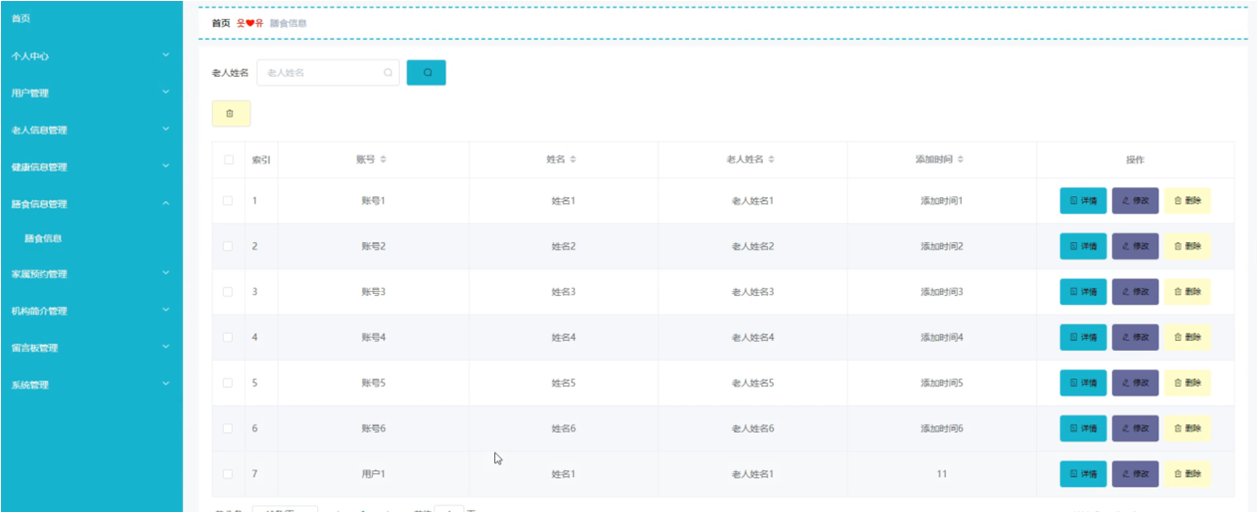 首页
个人中心
用户管理
老人信息管理
健康信息管理
膳食信息管理
膳食信息
家属预约管理
机构简介管理
留言板管理
系统管理
首页 膳食信息
老人姓名 老人姓名
索引 账号 姓名 老人姓名 添加时间 操作
1 账号1 姓名1 老人姓名1 添加时间1 详情 修改 删除
2 账号2 姓名2 老人姓名2 添加时间2 详情 修改 删除
3 账号3 姓名3 老人姓名3 添加时间3 详情 修改 删除
4 账号4 姓名4 老人姓名4 添加时间4 详情 修改 删除
5 账号5 姓名5 老人姓名5 添加时间5 详情 修改 删除
6 账号6 姓名6 老人姓名6 添加时间6 详情 修改 删除
7 用户1 姓名1 老人姓名1 11 详情 修改 删除